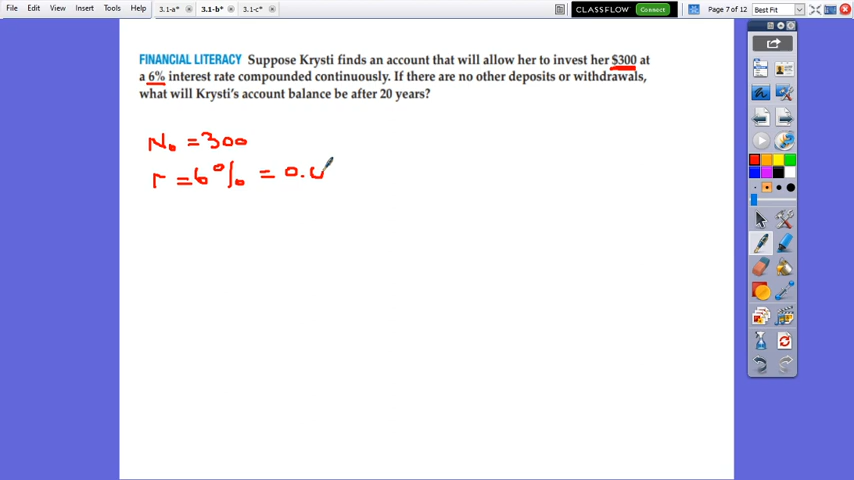 File Edit View Insert Tools Help 3.1-a* 3.1-b* 3.1-c* CLASSFLOW Connect Page 7 of 12 Best Fit
FINANCIAL LITERACY Suppose Krysti finds an account that will allow her to invest her $300 at
a 6% interest rate compounded continuously. If there are no other deposits or withdrawals,
what will Krysti's account balance be after 20 years?
N₀ = 300
r = 6% = 0.